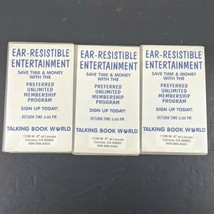 EAR-RESISTIBLE
ENTERTAINMENT
SAVE TIME & MONEY
WITH THE
PREFERRED
UNLIMITED
MEMBERSHIP
PROGRAM
SIGN UP TODAY!
RETURN TIME 6:00 PM
TALKING BOOK WORLD
EAR-RESISTIBLE
ENTERTAINMENT
SAVE TIME & MONEY
WITH THE
PREFERRED
UNLIMITED
MEMBERSHIP
PROGRAM
SIGN UP TODAY!
RETURN TIME 6:00 PM
TALKING BOOK WORLD
EAR-RESISTIBLE
ENTERTAINMENT
SAVE TIME & MONEY
WITH THE
PREFERRED
UNLIMITED
MEMBERSHIP
PROGRAM
SIGN UP TODAY!
RETURN TIME 6:00 PM
TALKING BOOK WORLD